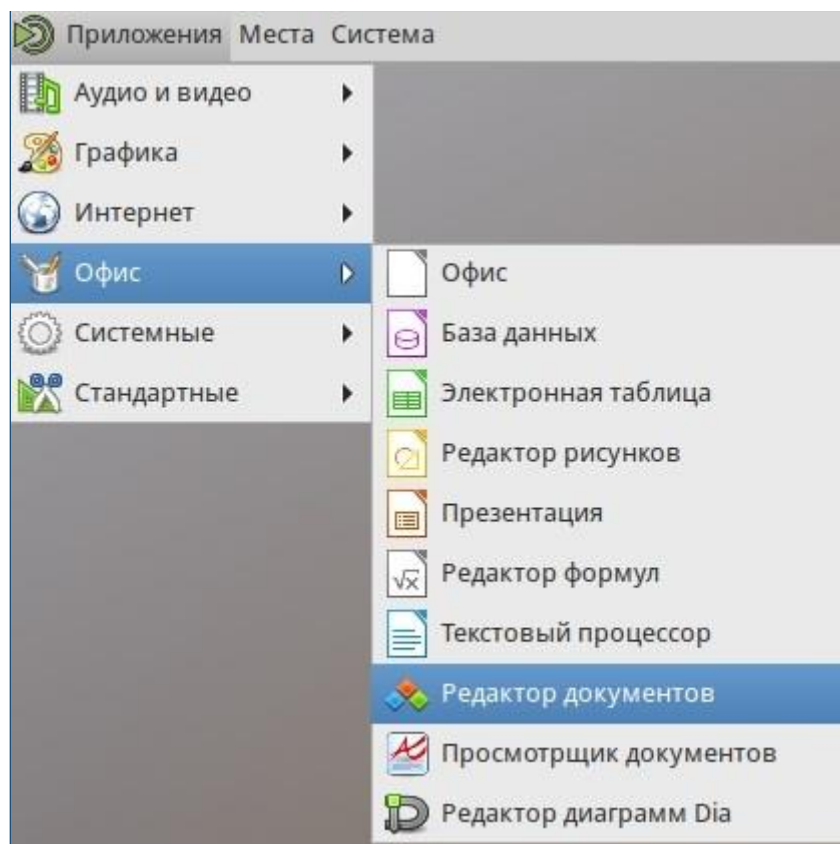 Приложения Места Система
Аудио и видео
Графика
Интернет
Офис
Системные
Стандартные
Офис
База данных
Электронная таблица
Редактор рисунков
Презентация
Редактор формул
Текстовый процессор
Редактор документов
Просмотрщик документов
Редактор диаграмм Dia